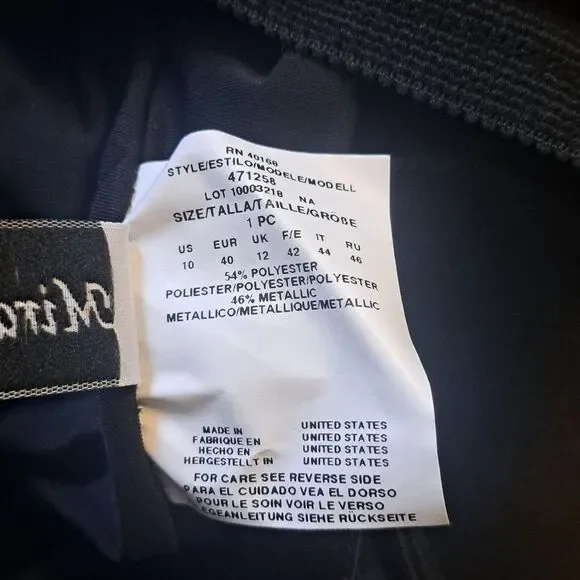 RN 40168
STYLE/ESTILO/MODELE/MODELL
471258
LOT 10003218 NA
SIZE/TALLA/TAILLE/GRÖßE
1 PC
US EUR UK F/E IT RU
10 40 12 42 44 46
54% POLYESTER
POLIESTER/POLYESTER/POLYESTER
46% METALLIC
METALLICO/METALLIQUE/METALLIC
MADE IN UNITED STATES
FABRIQUE EN UNITED STATES
HECHO EN UNITED STATES
HERGESTELLT IN UNITED STATES
FOR CARE SEE REVERSE SIDE
PARA EL CUIDADO VEA EL DORSO
POUR LE SOIN VOIR LE VERSO
SIEHE RÜCKSEITE